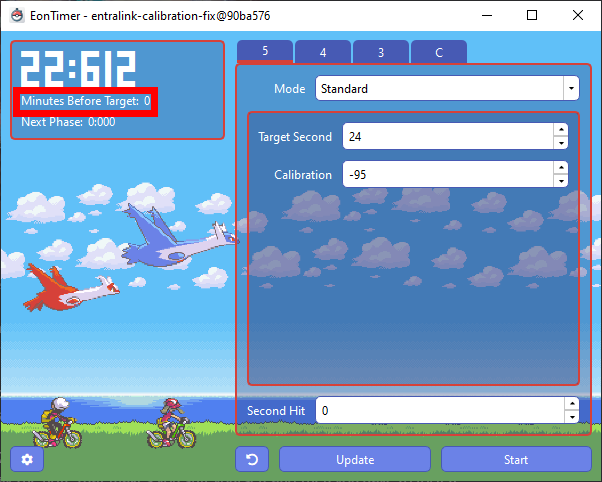 EonTimer - entralink-calibration-fix@90ba576
22:612
Minutes Before Target: 0
Next Phase: 0:000
5 4 3 C
Mode Standard
Target Second 24
Calibration -95
Second Hit 0
Update Start